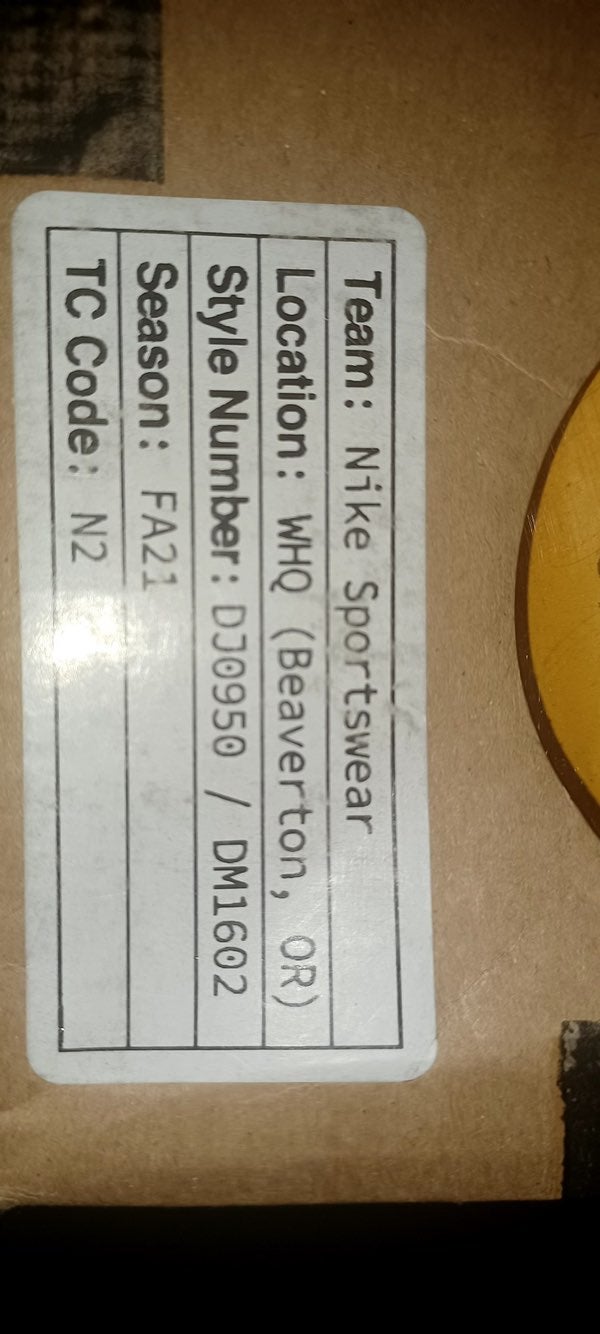 Team: Nike Sportswear
Location: WHQ (Beaverton, OR)
Style Number: DJ0950 / DM1602
Season: FA21
TC Code: N2